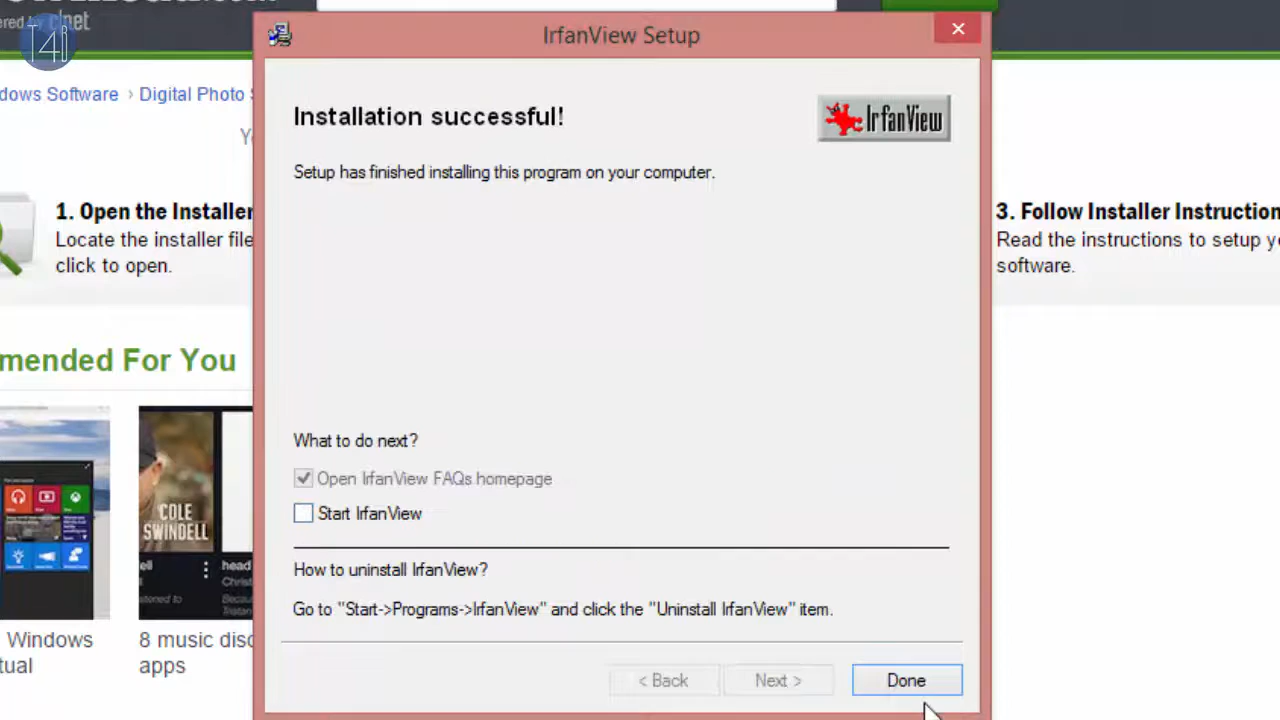 clnet
T4i
IrfanView Setup
dows Software › Digital Photo
Installation successful!
IrfanView
Setup has finished installing this program on your computer.
1. Open the Installer
Locate the installer file
click to open.
3. Follow Installer Instruction
Read the instructions to setup
software.
mended For You
What to do next?
Open IrfanView FAQs homepage
Start IrfanView
How to uninstall IrfanView?
Go to "Start->Programs->IrfanView" and click the "Uninstall IrfanView" item.
COLE
SWINDELL
ell
head
Windows
tual
8 music disc
apps
< Back
Next >
Done